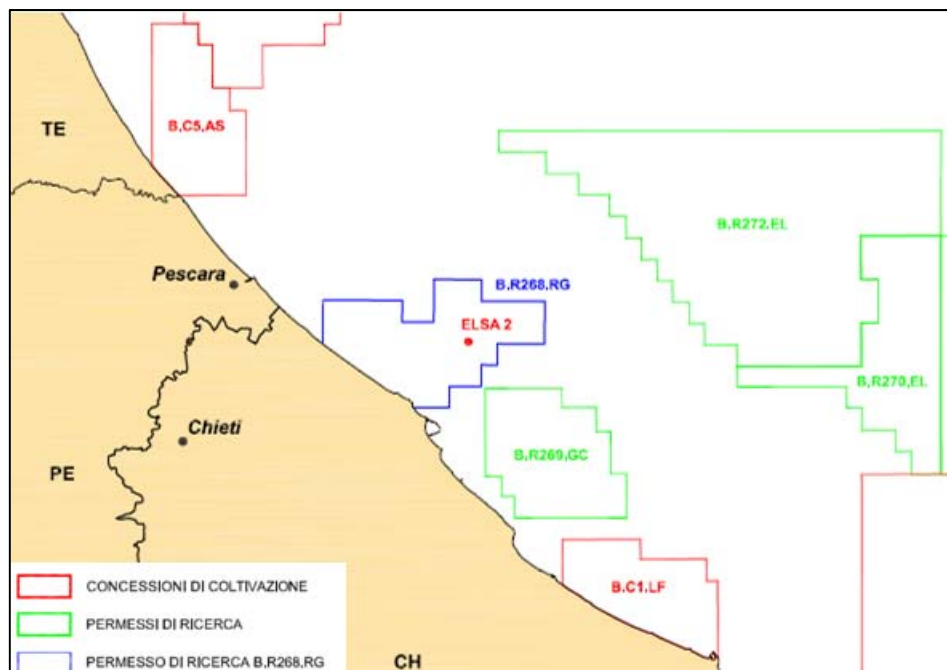 B,C5,AS
TE
B,R272,EL
Pescara
B,R268,RG
ELSA 2
B,R270,EL
Chieti
B,R269,GC
PE
B.C1.LF
CONCESSIONI DI COLTIVAZIONE
PERMESSI DI RICERCA
PERMESSO DI RICERCA B,R268,RG
CH